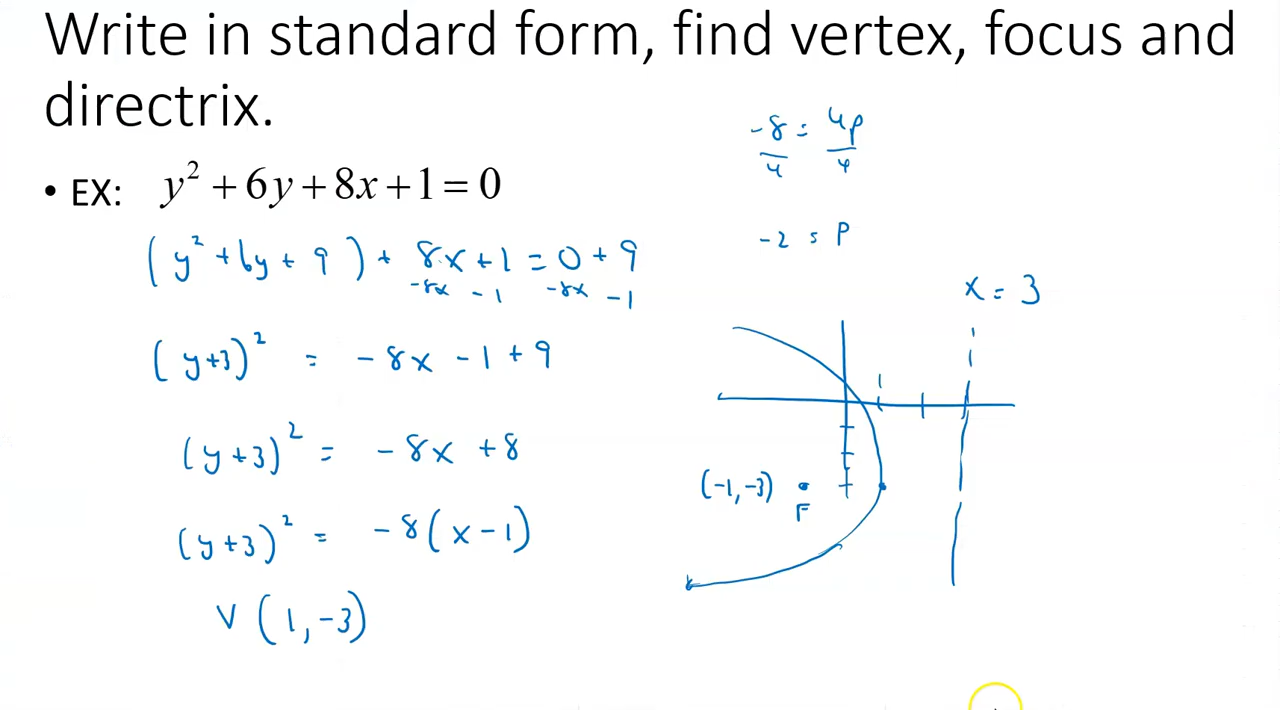 Write in standard form, find vertex, focus and
directrix.
• EX: y² + 6y + 8x + 1 = 0
(y² + 6y + 9) + 8x + 1 = 0 + 9
-8x - 1 -8x - 1
(y+3)² = -8x - 1 + 9
(y+3)² = -8x + 8
(y+3)² = -8(x - 1)
V (1, -3)
-8 = 4p
4 4
-2 = p
x = 3
(-1, -3)
F